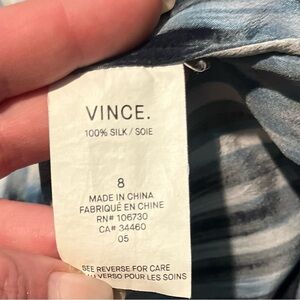 VINCE.
100% SILK / SOIE
8
MADE IN CHINA
FABRIQUÉ EN CHINE
RN# 106730
CA# 34460
05
SEE REVERSE FOR CARE
AU VERSO POUR LES SOINS